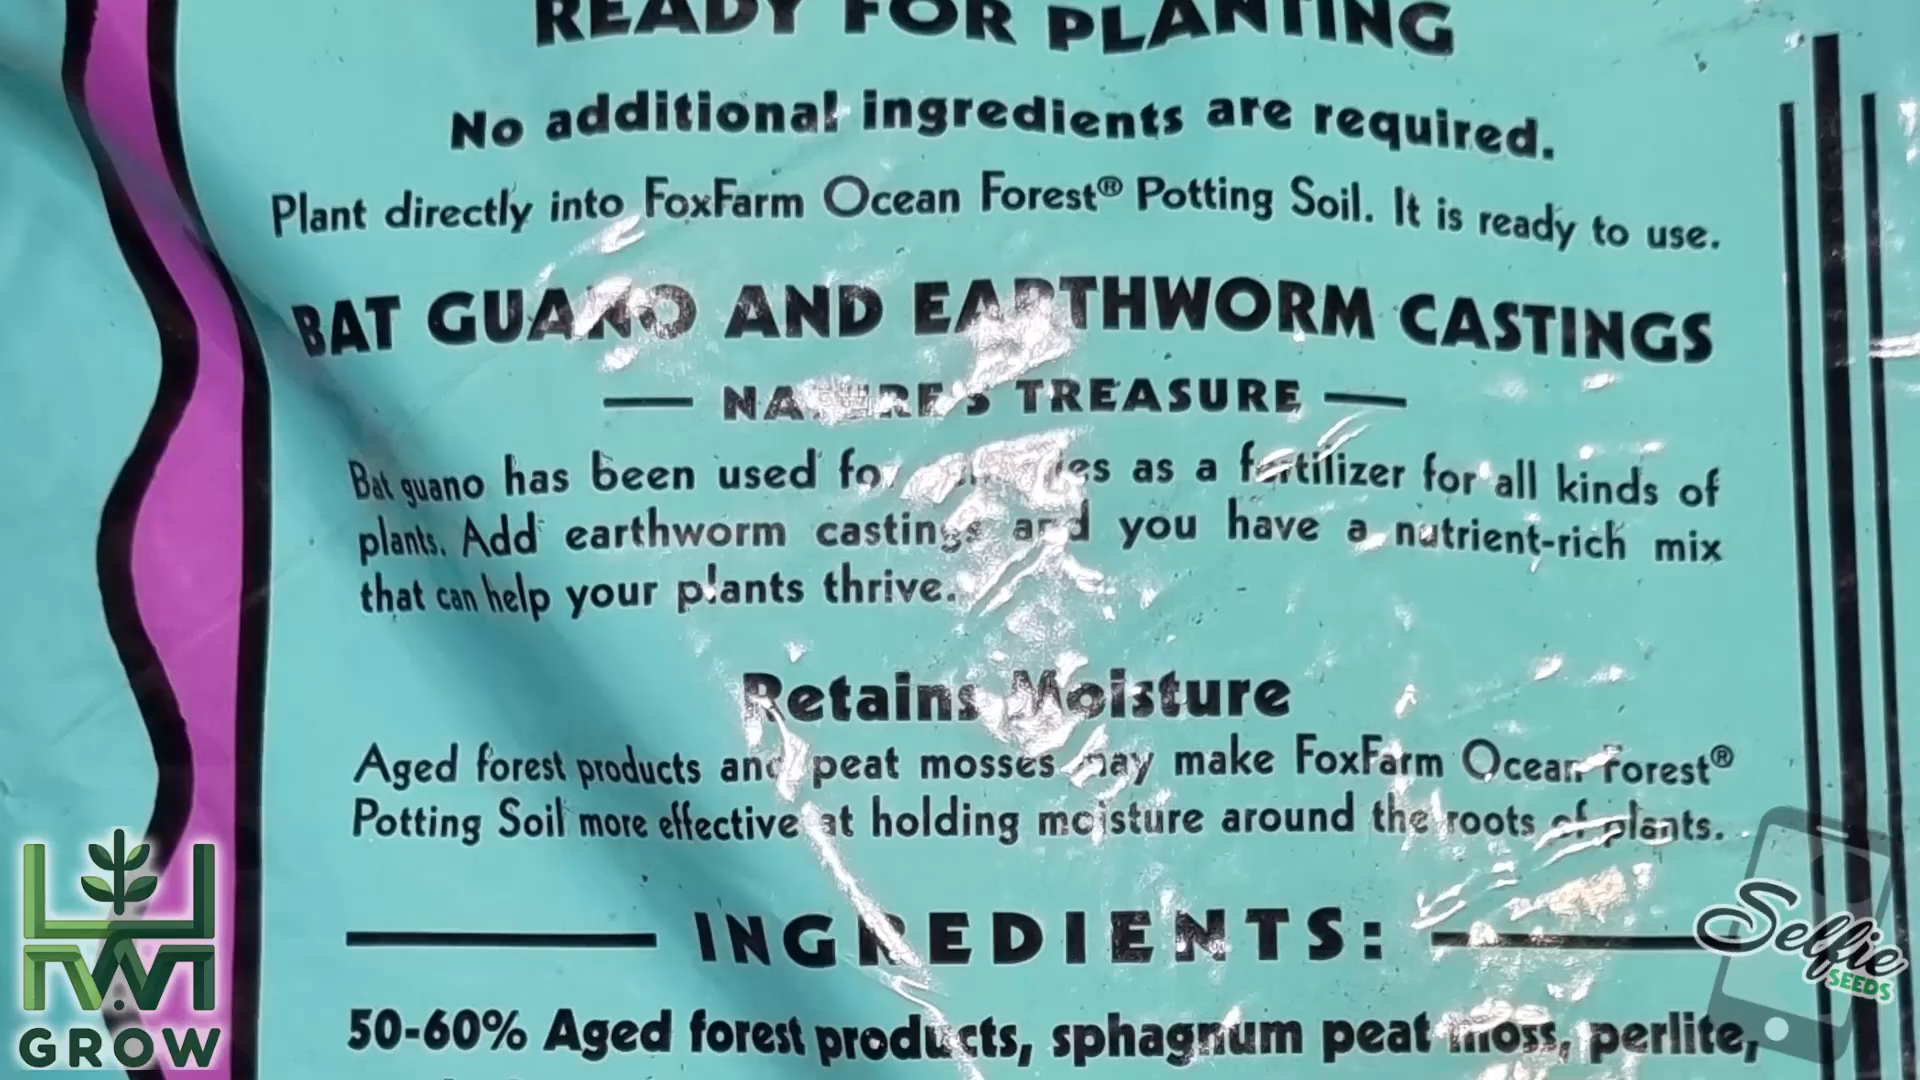 READY FOR PLANTING
No additional ingredients are required.
Plant directly into FoxFarm Ocean Forest® Potting Soil. It is ready to use.
BAT GUANO AND EARTHWORM CASTINGS
NATURE'S TREASURE
Bat guano has been used for as a fertilizer for all kinds of
plants. Add earthworm castings and you have a nutrient-rich mix
that can help your plants thrive.
Retains Moisture
Aged forest products and peat mosses may make FoxFarm Ocean Forest®
Potting Soil more effective at holding moisture around the roots of plants.
INGREDIENTS:
50-60% Aged forest products, sphagnum peat moss, perlite,
GROW
Selfie
SEEDS